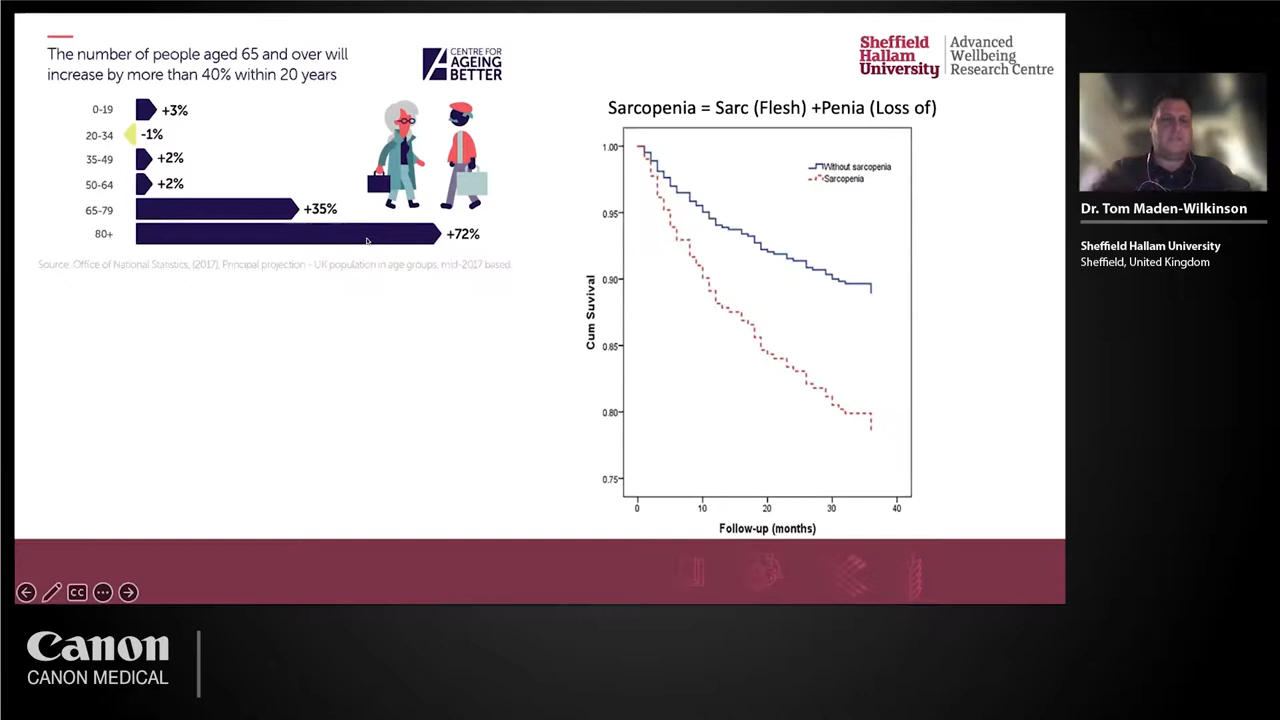 The number of people aged 65 and over will
increase by more than 40% within 20 years
CENTRE FOR
AGEING
BETTER
0-19 +3%
20-34 -1%
35-49 +2%
50-64 +2%
65-79 +35%
80+ +72%
Source: Office of National Statistics, (2017), Principal projection - UK population in age groups, mid-2017 based.
Sheffield
Hallam
University
Advanced
Wellbeing
Research Centre
Sarcopenia = Sarc (Flesh) +Penia (Loss of)
Without sarcopenia
Sarcopenia
Cum Suvival
1.00
0.95
0.90
0.85
0.80
0.75
0 10 20 30 40
Follow-up (months)
Dr. Tom Maden-Wilkinson
Sheffield Hallam University
Sheffield, United Kingdom
CC
Canon
CANON MEDICAL